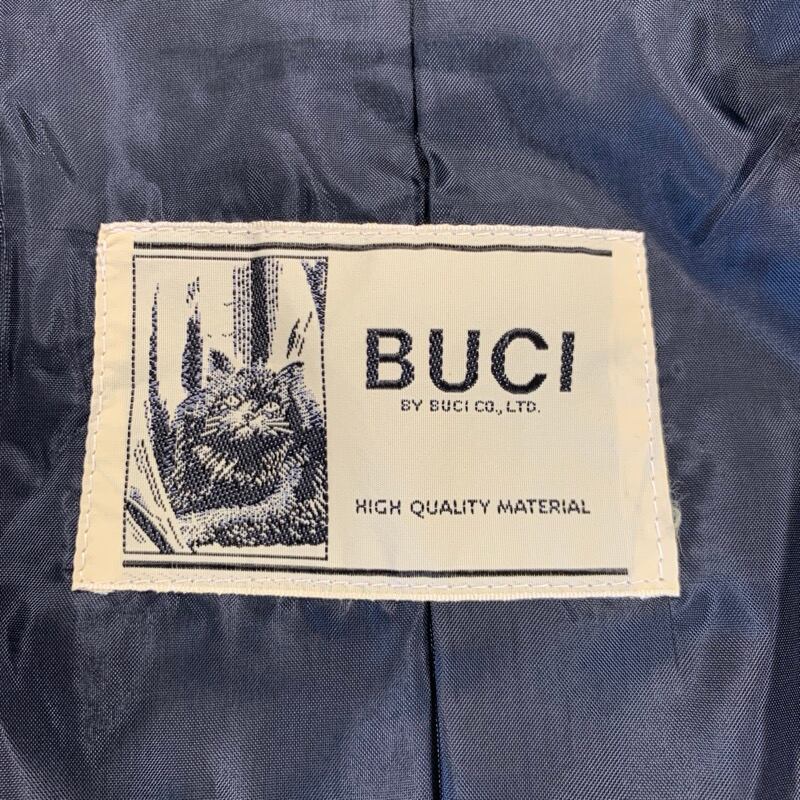 BUCI
BY BUCI CO., LTD.
HIGH QUALITY MATERIAL